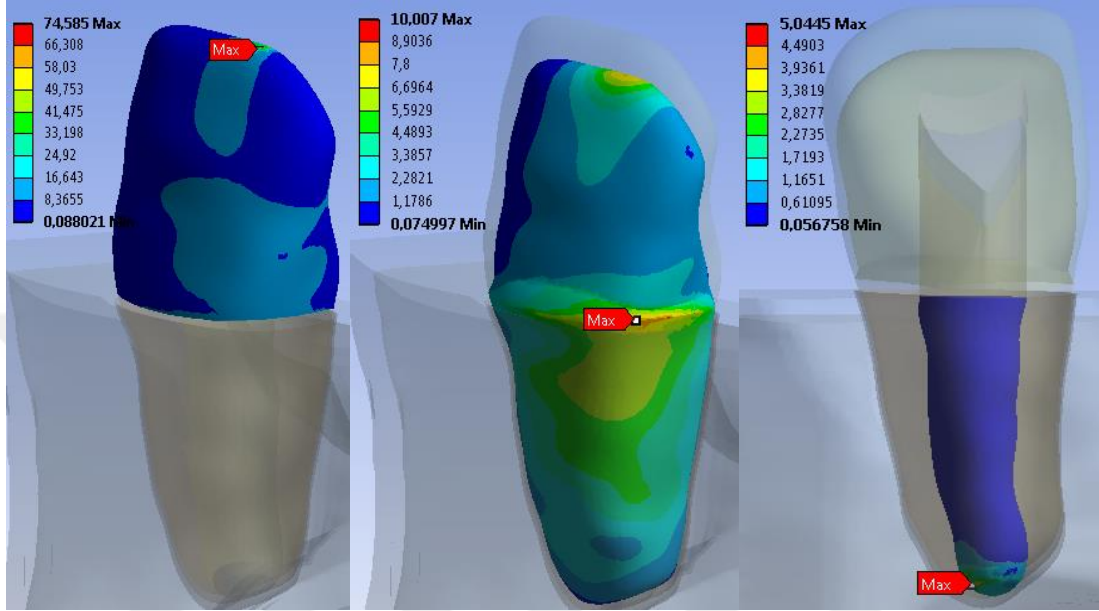 74,585 Max
66,308
58,03
49,753
41,475
33,198
24,92
16,643
8,3655
0,088021 Min
Max
10,007 Max
8,9036
7,8
6,6964
5,5929
4,4893
3,3857
2,2821
1,1786
0,074997 Min
Max
5,0445 Max
4,4903
3,9361
3,3819
2,8277
2,2735
1,7193
1,1651
0,61095
0,056758 Min
Max